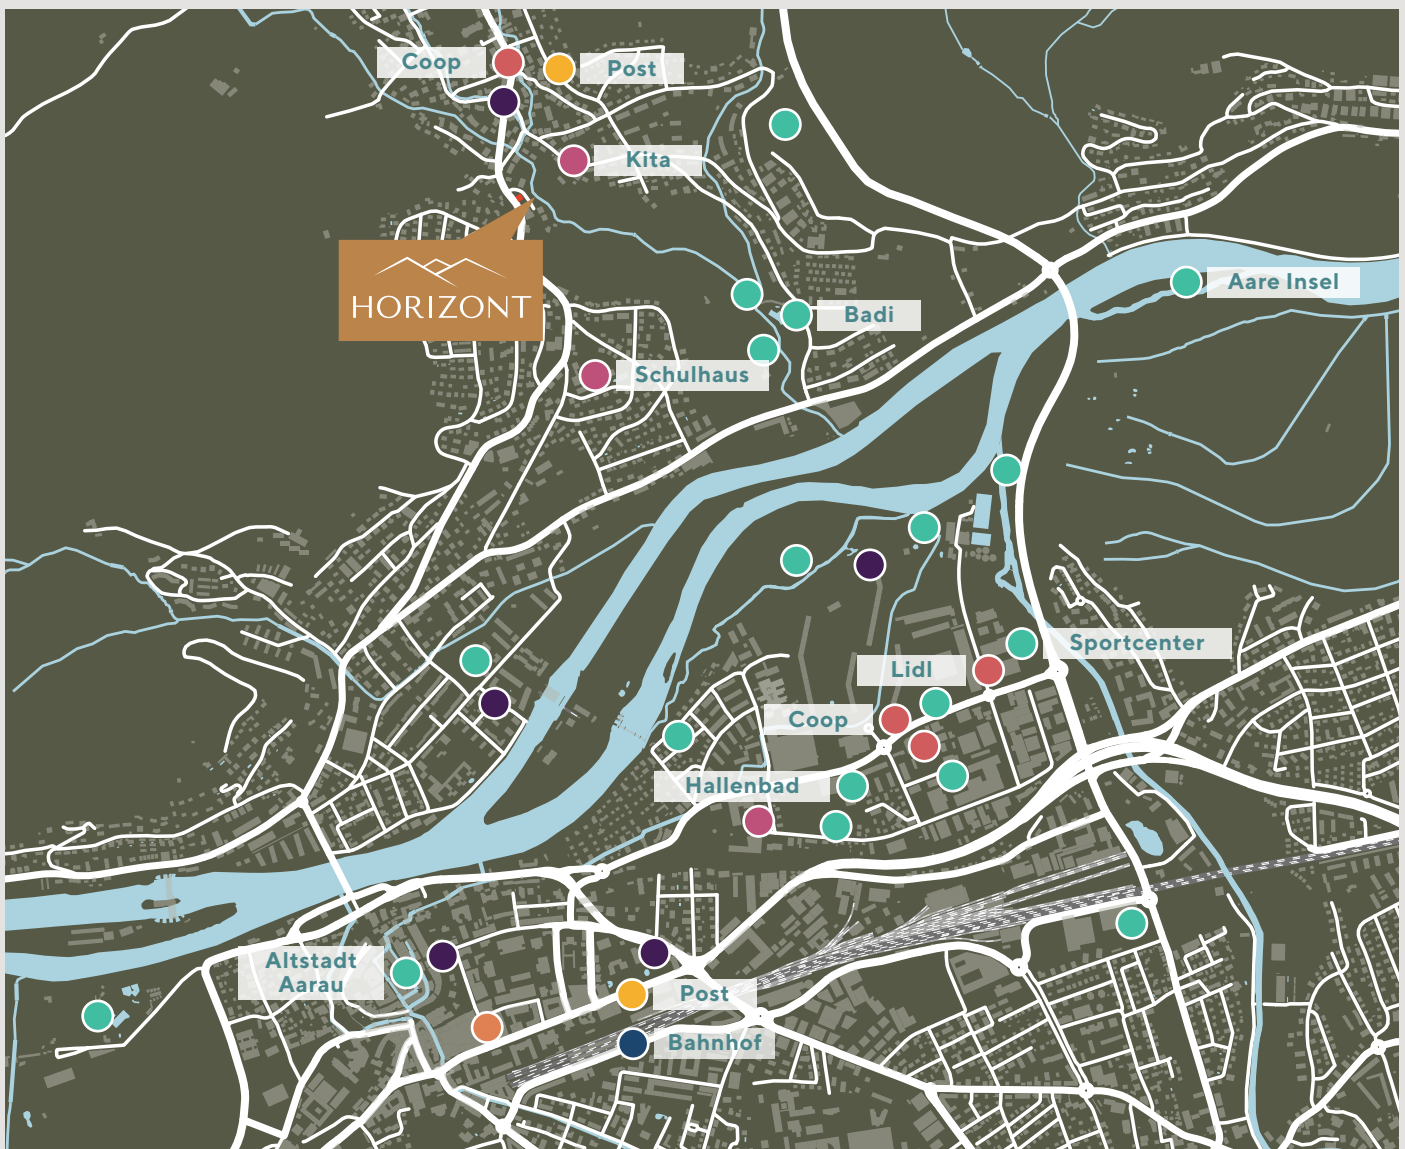 Coop
Post
Kita
HORIZONT
Aare Insel
Badi
Schulhaus
Sportcenter
Lidl
Coop
Hallenbad
Altstadt
Aarau
Post
Bahnhof